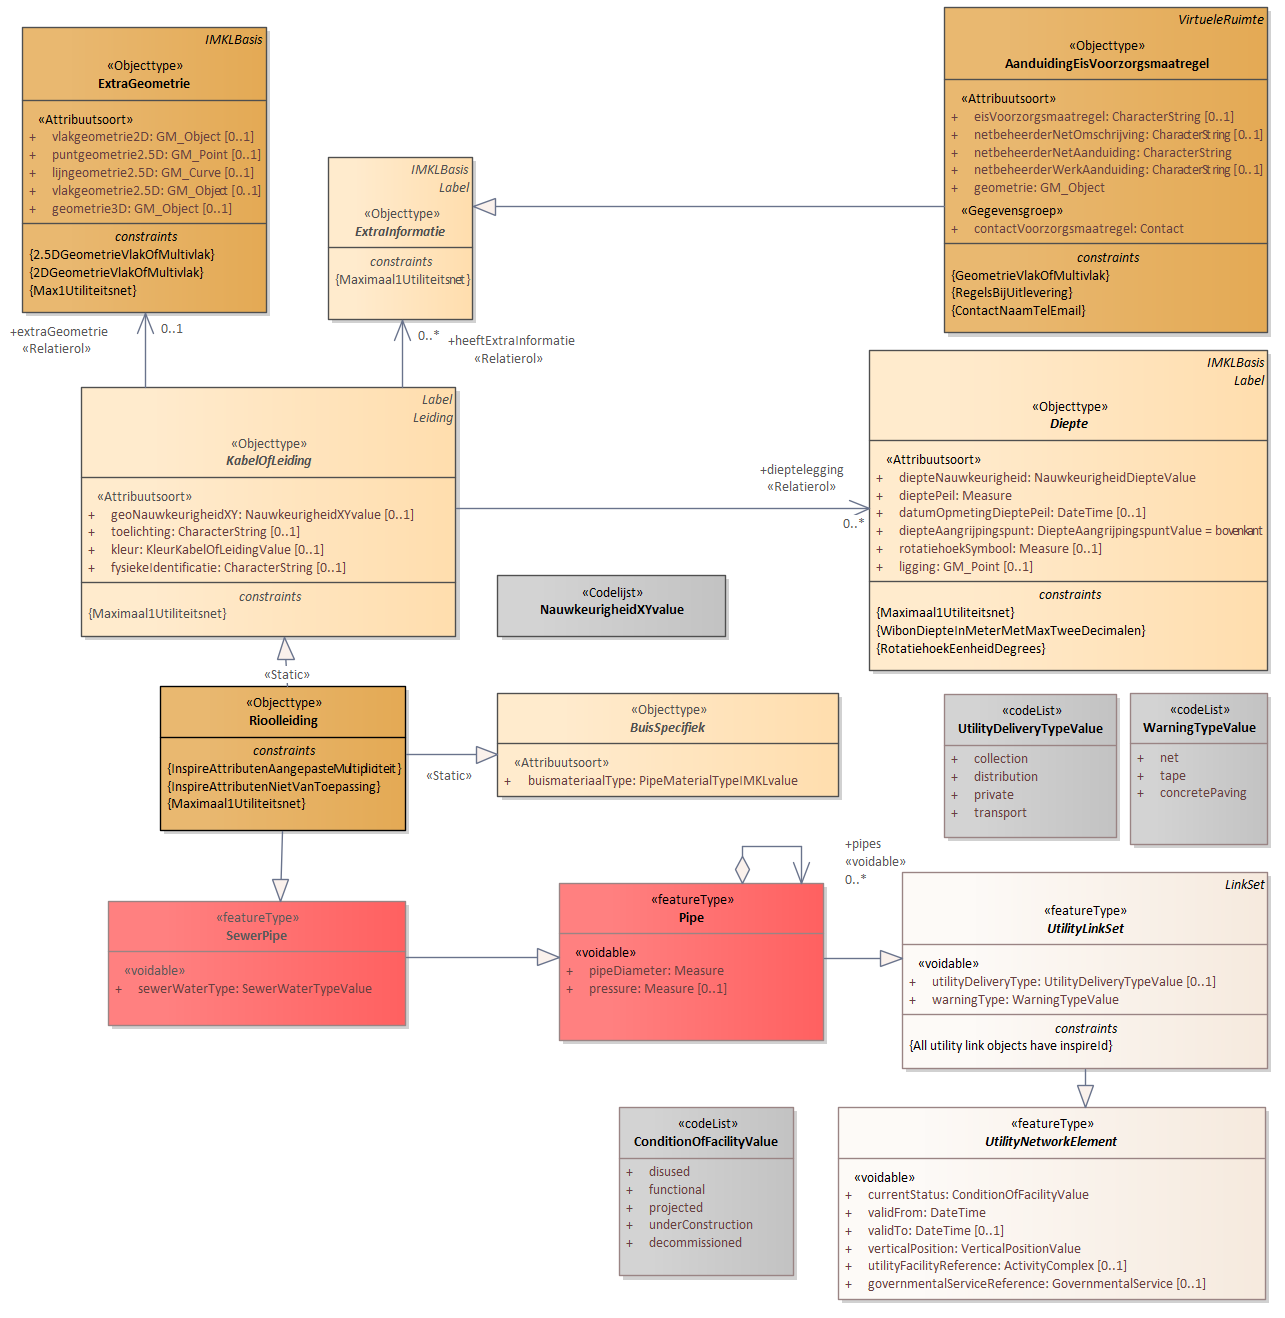 IMKLBasis
«Objecttype»
ExtraGeometrie
«Attribuutsoort»
+ vlakgeometrie2D: GM_Object [0..1]
+ puntgeometrie2.5D: GM_Point [0..1]
+ lijngeometrie2.5D: GM_Curve [0..1]
+ vlakgeometrie2.5D: GM_Object [0..1]
+ geometrie3D: GM_Object [0..1]
constraints
{2.5DGeometrieVlakOfMultivlak}
{2DGeometrieVlakOfMultivlak}
{Max1Utiliteitsnet}
VirtueleRuimte
«Objecttype»
AanduidingEisVoorzorgsmaatregel
«Attribuutsoort»
+ eisVoorzorgsmaatregel: CharacterString [0..1]
+ netbeheerderNetOmschrijving: CharacterString [0..1]
+ netbeheerderNetAanduiding: CharacterString
+ netbeheerderWerkAanduiding: CharacterString [0..1]
+ geometrie: GM_Object
«Gegevensgroep»
+ contactVoorzorgsmaatregel: Contact
constraints
{GeometrieVlakOfMultivlak}
{RegelsBijUitlevering}
{ContactNaamTelEmail}
IMKLBasis
Label
«Objecttype»
ExtraInformatie
constraints
{Maximaal1Utiliteitsnet}
+extraGeometrie
«Relatierol»
0..1
0..*
+heeftExtraInformatie
«Relatierol»
Label
Leiding
«Objecttype»
KabelOfLeiding
«Attribuutsoort»
+ geoNauwkeurigheidXY: NauwkeurigheidXYvalue [0..1]
+ toelichting: CharacterString [0..1]
+ kleur: KleurKabelOfLeidingValue [0..1]
+ fysiekeIdentificatie: CharacterString [0..1]
constraints
{Maximaal1Utiliteitsnet}
+dieptelegging
«Relatierol»
0..*
IMKLBasis
Label
«Objecttype»
Diepte
«Attribuutsoort»
+ diepteNauwkeurigheid: NauwkeurigheidDiepteValue
+ dieptePeil: Measure
+ datumOpmetingDieptePeil: DateTime [0..1]
+ diepteAangrijpingspunt: DiepteAangrijpingspuntValue = bovenkant
+ rotatiehoekSymbool: Measure [0..1]
+ ligging: GM_Point [0..1]
constraints
{Maximaal1Utiliteitsnet}
{WibonDiepteInMeterMetMaxTweeDecimalen}
{RotatiehoekEenheidDegrees}
«Codelijst»
NauwkeurigheidXYvalue
«Static»
«Objecttype»
Rioolleiding
constraints
{InspireAttributenAangepasteMultipliciteit}
{InspireAttributenNietVanToepassing}
{Maximaal1Utiliteitsnet}
«Static»
«Objecttype»
BuisSpecifiek
«Attribuutsoort»
+ buismateriaalType: PipeMaterialTypeIMKLvalue
«codeList»
UtilityDeliveryTypeValue
+ collection
+ distribution
+ private
+ transport
«codeList»
WarningTypeValue
+ net
+ tape
+ concretePaving
+pipes
«voidable»
0..*
«featureType»
SewerPipe
«voidable»
+ sewerWaterType: SewerWaterTypeValue
«featureType»
Pipe
«voidable»
+ pipeDiameter: Measure
+ pressure: Measure [0..1]
LinkSet
«featureType»
UtilityLinkSet
«voidable»
+ utilityDeliveryType: UtilityDeliveryTypeValue [0..1]
+ warningType: WarningTypeValue
constraints
{All utility link objects have inspireId}
«codeList»
ConditionOfFacilityValue
+ disused
+ functional
+ projected
+ underConstruction
+ decommissioned
«featureType»
UtilityNetworkElement
«voidable»
+ currentStatus: ConditionOfFacilityValue
+ validFrom: DateTime
+ validTo: DateTime [0..1]
+ verticalPosition: VerticalPositionValue
+ utilityFacilityReference: ActivityComplex [0..1]
+ governmentalServiceReference: GovernmentalService [0..1]